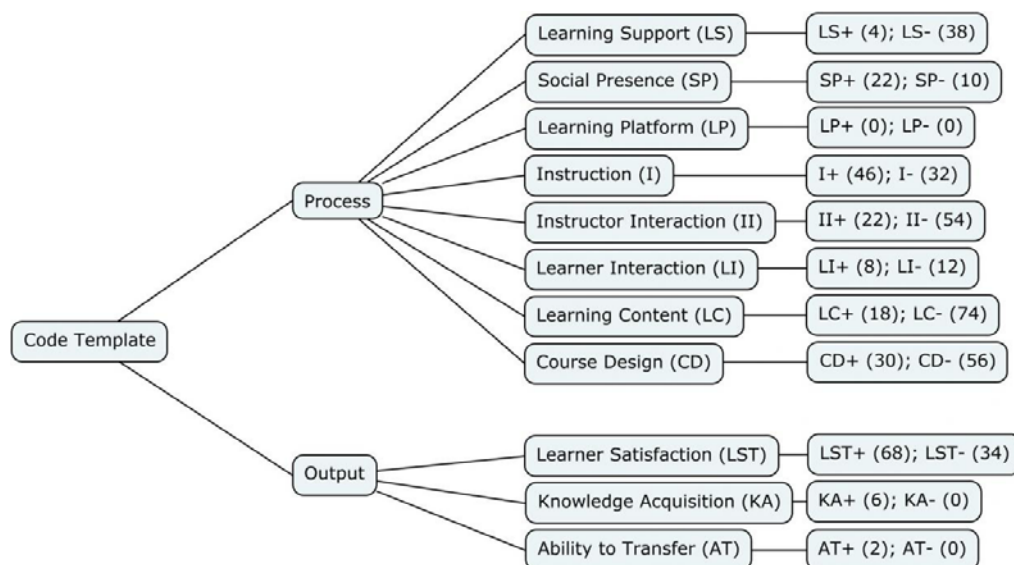 Learning Support (LS)
LS+ (4); LS- (38)
Social Presence (SP)
SP+ (22); SP- (10)
Learning Platform (LP)
LP+ (0); LP- (0)
Instruction (I)
I+ (46); I- (32)
Process
Instructor Interaction (II)
II+ (22); II- (54)
Learner Interaction (LI)
LI+ (8); LI- (12)
Learning Content (LC)
LC+ (18); LC- (74)
Code Template
Course Design (CD)
CD+ (30); CD- (56)
Learner Satisfaction (LST)
LST+ (68); LST- (34)
Output
Knowledge Acquisition (KA)
KA+ (6); KA- (0)
Ability to Transfer (AT)
AT+ (2); AT- (0)